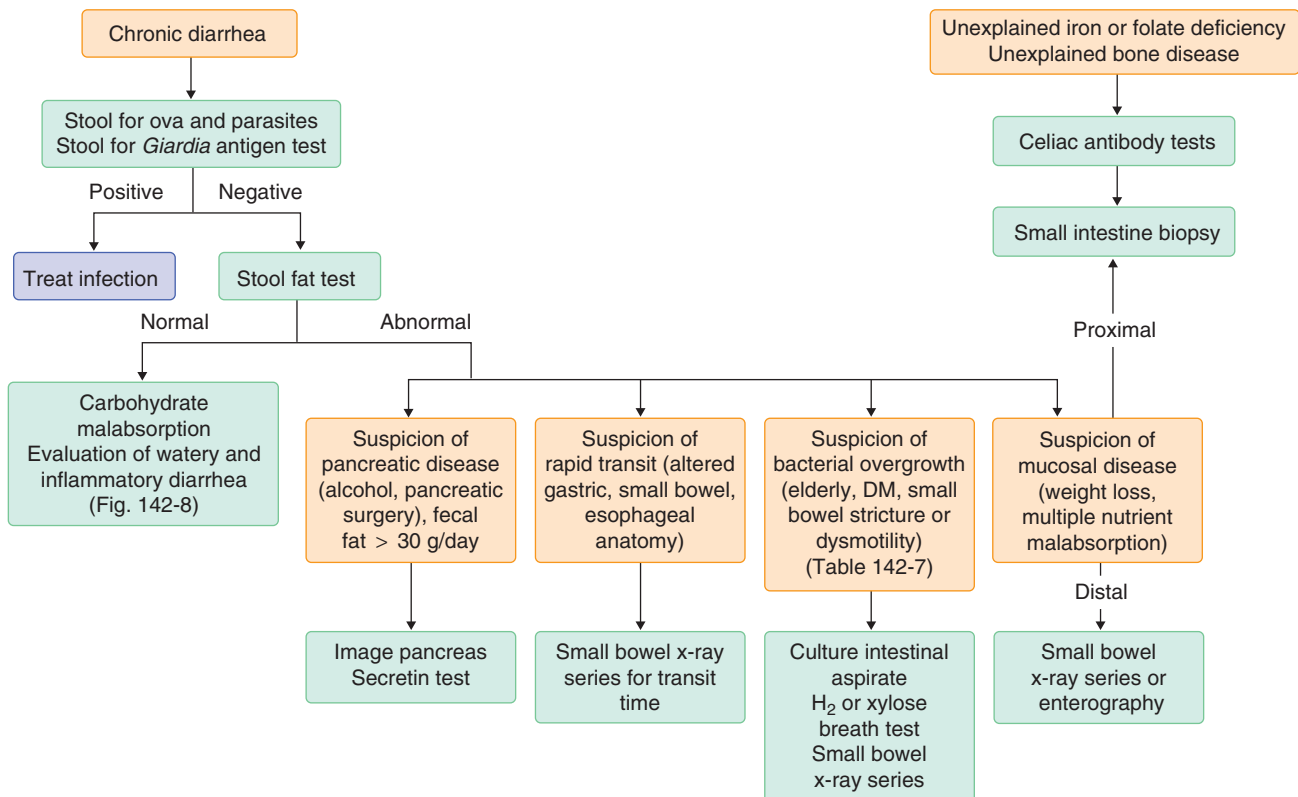 Chronic diarrhea
Unexplained iron or folate deficiency
Unexplained bone disease
Stool for ova and parasites
Stool for Giardia antigen test
Celiac antibody tests
Positive
Negative
Small intestine biopsy
Treat infection
Stool fat test
Normal
Abnormal
Proximal
Carbohydrate
malabsorption
Evaluation of watery and
inflammatory diarrhea
(Fig. 142-8)
Suspicion of
pancreatic disease
(alcohol, pancreatic
surgery), fecal
fat > 30 g/day
Suspicion of
rapid transit (altered
gastric, small bowel,
esophageal
anatomy)
Suspicion of
bacterial overgrowth
(elderly, DM, small
bowel stricture or
dysmotility)
(Table 142-7)
Suspicion of
mucosal disease
(weight loss,
multiple nutrient
malabsorption)
Distal
Image pancreas
Secretin test
Small bowel x-ray
series for transit
time
Culture intestinal
aspirate
H₂ or xylose
breath test
Small bowel
x-ray series
Small bowel
x-ray series or
enterography